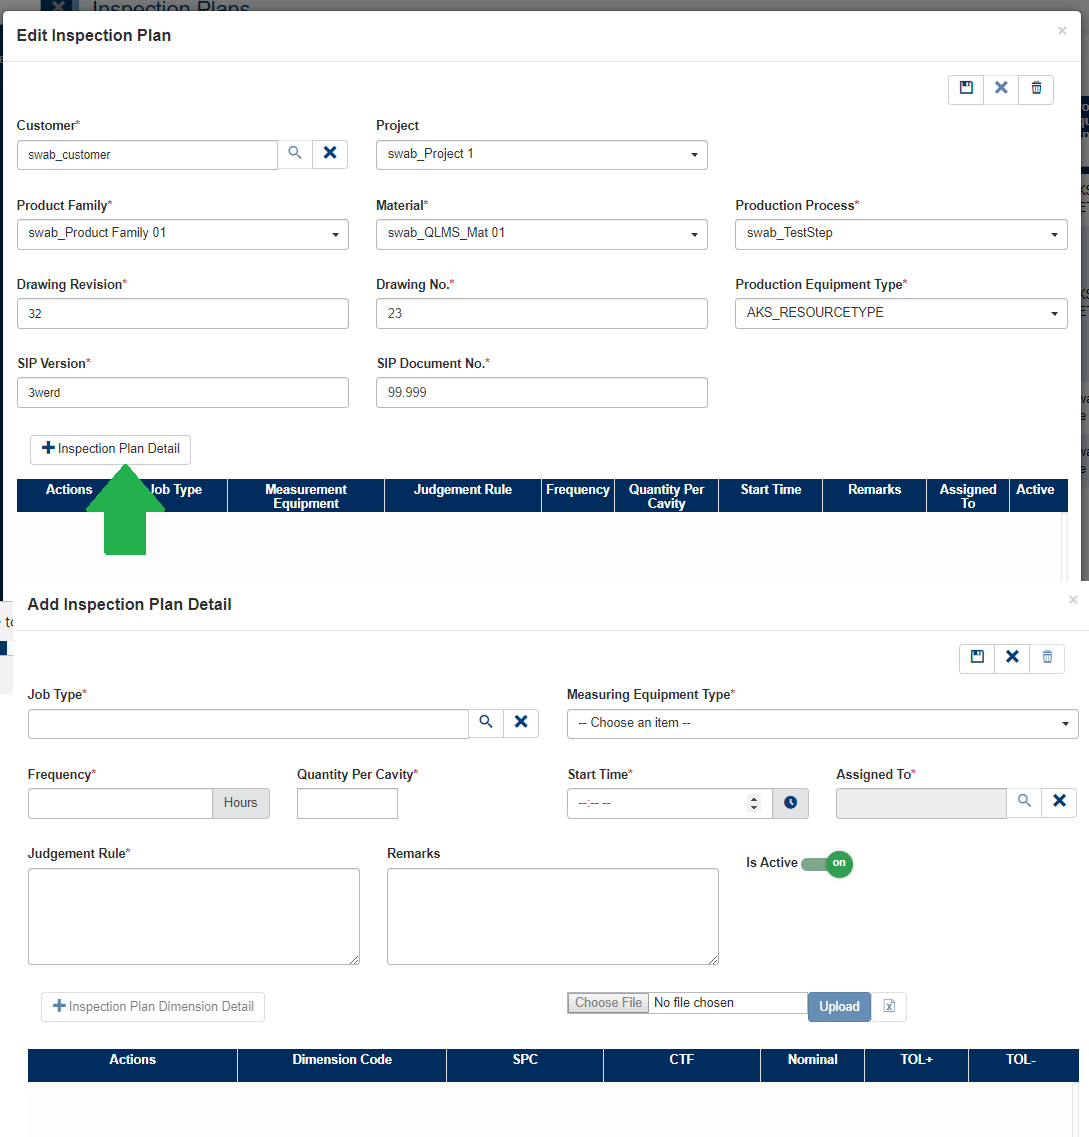 Inspection Plans
Edit Inspection Plan
×
Customer*
Project
swab_customer
swab_Project 1
Product Family*
Material*
Production Process*
swab_Product Family 01
swab_QLMS_Mat 01
swab_TestStep
Drawing Revision*
Drawing No.*
Production Equipment Type*
32
23
AKS_RESOURCETYPE
SIP Version*
SIP Document No.*
3werd
99.999
Inspection Plan Detail
Actions
Job Type
Measurement Equipment
Judgement Rule
Frequency
Quantity Per Cavity
Start Time
Remarks
Assigned To
Active
Add Inspection Plan Detail
×
Job Type*
Measuring Equipment Type*
-- Choose an item --
Frequency*
Quantity Per Cavity*
Start Time*
Assigned To*
Hours
--:-- --
Judgement Rule*
Remarks
Is Active
on
Inspection Plan Dimension Detail
Choose File No file chosen
Upload
Actions
Dimension Code
SPC
CTF
Nominal
TOL+
TOL-